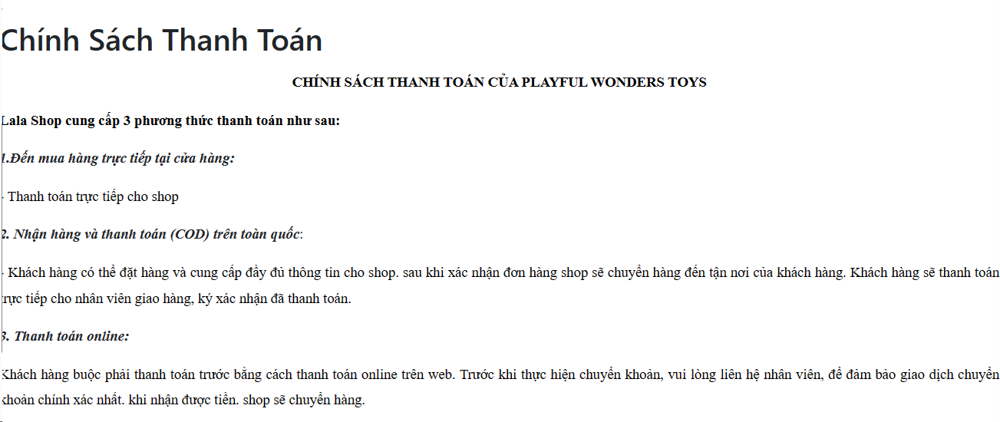 Chính Sách Thanh Toán
CHÍNH SÁCH THANH TOÁN CỦA PLAYFUL WONDERS TOYS
Lala Shop cung cấp 3 phương thức thanh toán như sau:
1.Đến mua hàng trực tiếp tại cửa hàng:
- Thanh toán trực tiếp cho shop
2. Nhận hàng và thanh toán (COD) trên toàn quốc:
- Khách hàng có thể đặt hàng và cung cấp đầy đủ thông tin cho shop. sau khi xác nhận đơn hàng shop sẽ chuyển hàng đến tận nơi của khách hàng. Khách hàng sẽ thanh toán
trực tiếp cho nhân viên giao hàng, ký xác nhận đã thanh toán.
3. Thanh toán online:
Khách hàng buộc phải thanh toán trước bằng cách thanh toán online trên web. Trước khi thực hiện chuyển khoản, vui lòng liên hệ nhân viên, để đảm bảo giao dịch chuyển
khoản chính xác nhất. khi nhận được tiền. shop sẽ chuyển hàng.